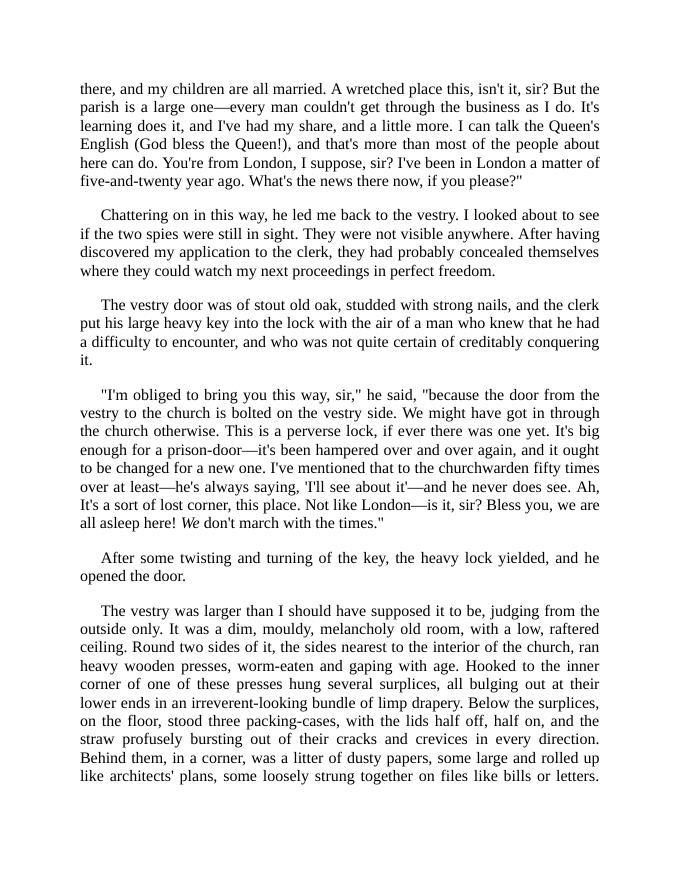 there, and my children are all married. A wretched place this, isn't it, sir? But the
parish is a large one—every man couldn't get through the business as I do. It's
learning does it, and I've had my share, and a little more. I can talk the Queen's
English (God bless the Queen!), and that's more than most of the people about
here can do. You're from London, I suppose, sir? I've been in London a matter of
five-and-twenty year ago. What's the news there now, if you please?"
Chattering on in this way, he led me back to the vestry. I looked about to see
if the two spies were still in sight. They were not visible anywhere. After having
discovered my application to the clerk, they had probably concealed themselves
where they could watch my next proceedings in perfect freedom.
The vestry door was of stout old oak, studded with strong nails, and the clerk
put his large heavy key into the lock with the air of a man who knew that he had
a difficulty to encounter, and who was not quite certain of creditably conquering
it.
"I'm obliged to bring you this way, sir," he said, "because the door from the
vestry to the church is bolted on the vestry side. We might have got in through
the church otherwise. This is a perverse lock, if ever there was one yet. It's big
enough for a prison-door—it's been hampered over and over again, and it ought
to be changed for a new one. I've mentioned that to the churchwarden fifty times
over at least—he's always saying, 'I'll see about it'—and he never does see. Ah,
It's a sort of lost corner, this place. Not like London—is it, sir? Bless you, we are
all asleep here! We don't march with the times."
After some twisting and turning of the key, the heavy lock yielded, and he
opened the door.
The vestry was larger than I should have supposed it to be, judging from the
outside only. It was a dim, mouldy, melancholy old room, with a low, raftered
ceiling. Round two sides of it, the sides nearest to the interior of the church, ran
heavy wooden presses, worm-eaten and gaping with age. Hooked to the inner
corner of one of these presses hung several surplices, all bulging out at their
lower ends in an irreverent-looking bundle of limp drapery. Below the surplices,
on the floor, stood three packing-cases, with the lids half off, half on, and the
straw profusely bursting out of their cracks and crevices in every direction.
Behind them, in a corner, was a litter of dusty papers, some large and rolled up
like architects' plans, some loosely strung together on files like bills or letters.